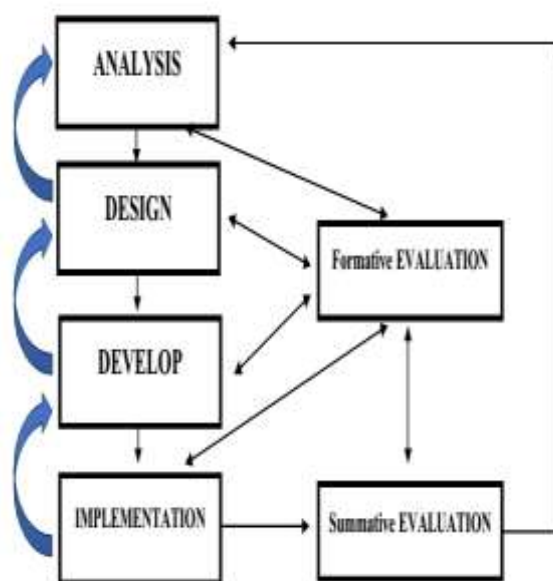 ANALYSIS
DESIGN
Formative EVALUATION
DEVELOP
IMPLEMENTATION
Summative EVALUATION